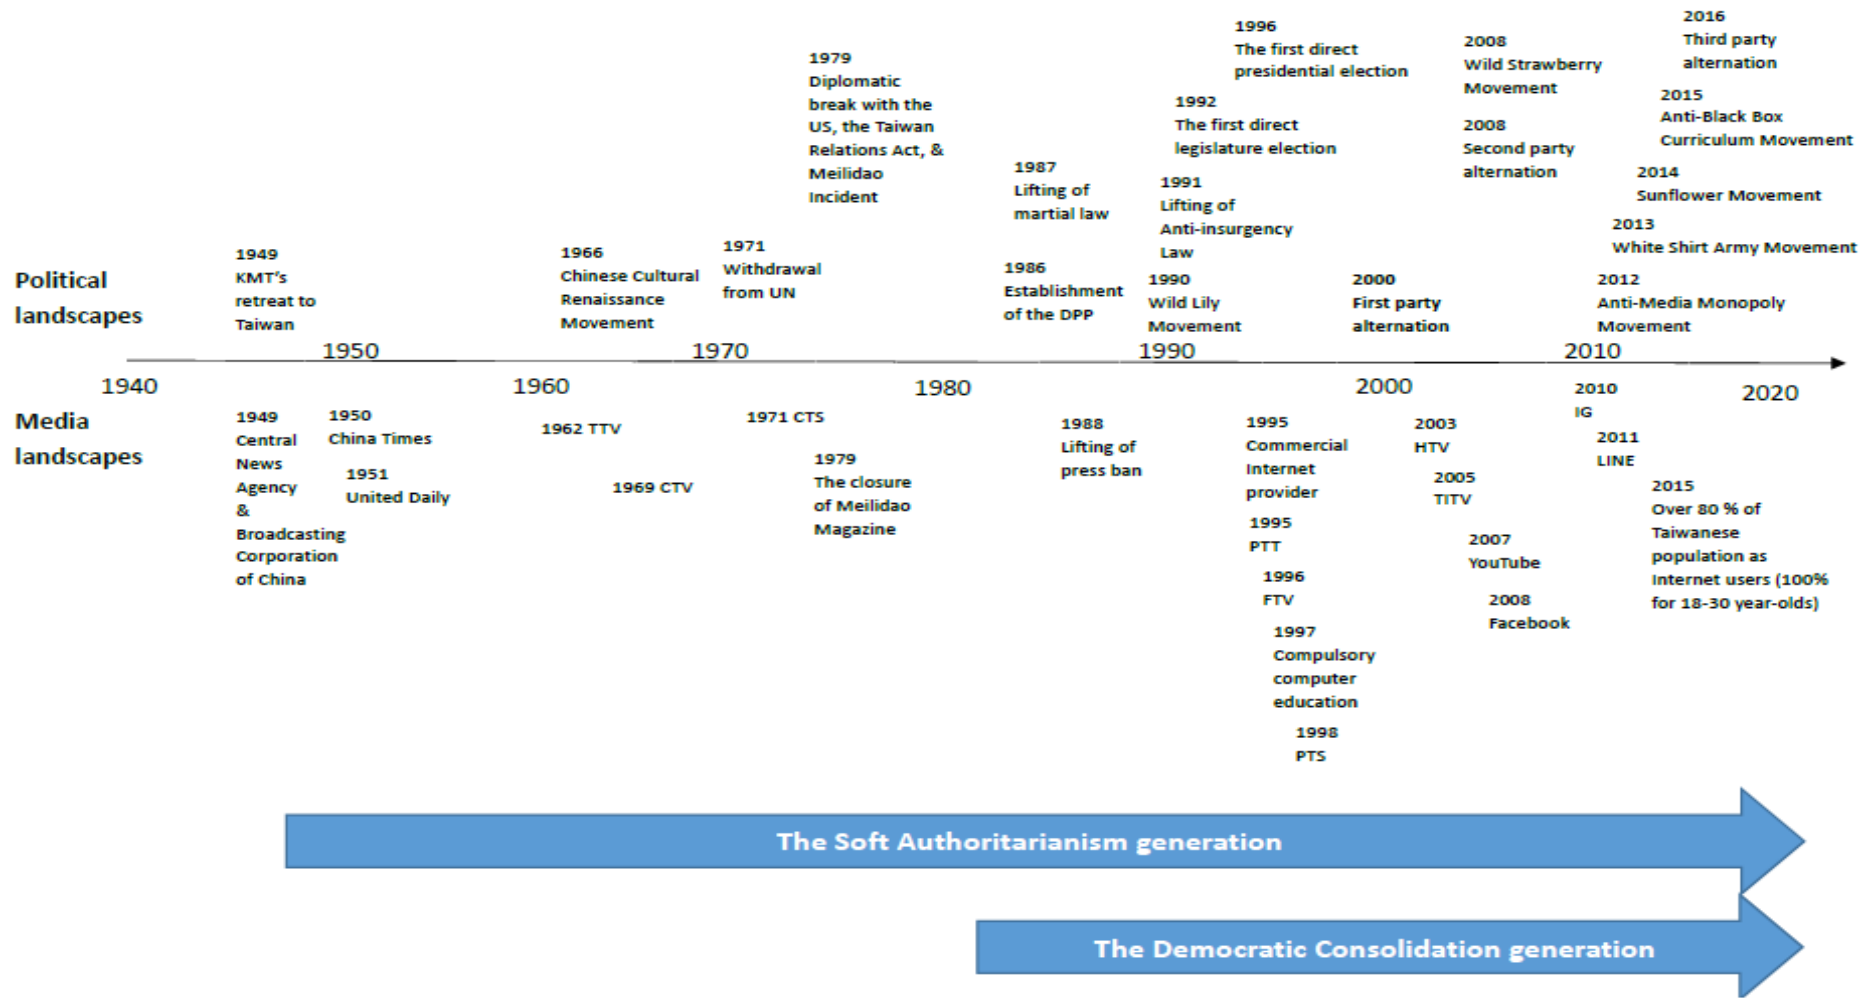 Political
landscapes
1949
KMT's
retreat to
Taiwan
1966
Chinese Cultural
Renaissance
Movement
1971
Withdrawal
from UN
1979
Diplomatic
break with the
US, the Taiwan
Relations Act, &
Meilidao
Incident
1986
Establishment
of the DPP
1987
Lifting of
martial law
1990
Wild Lily
Movement
1991
Lifting of
Anti-insurgency
Law
1992
The first direct
legislature election
1996
The first direct
presidential election
2000
First party
alternation
2008
Second party
alternation
2008
Wild Strawberry
Movement
2012
Anti-Media Monopoly
Movement
2013
White Shirt Army Movement
2014
Sunflower Movement
2015
Anti-Black Box
Curriculum Movement
2016
Third party
alternation
1950
1970
1990
2010
1940
1960
1980
2000
2020
Media
landscapes
1949
Central
News
Agency
&
Broadcasting
Corporation
of China
1950
China Times
1951
United Daily
1962 TTV
1969 CTV
1971 CTS
1979
The closure
of Meilidao
Magazine
1988
Lifting of
press ban
1995
Commercial
Internet
provider
1995
PTT
1996
FTV
1997
Compulsory
computer
education
1998
PTS
2003
HTV
2005
TITV
2007
YouTube
2008
Facebook
2010
IG
2011
LINE
2015
Over 80 % of
Taiwanese
population as
Internet users (100%
for 18-30 year-olds)
The Soft Authoritarianism generation
The Democratic Consolidation generation